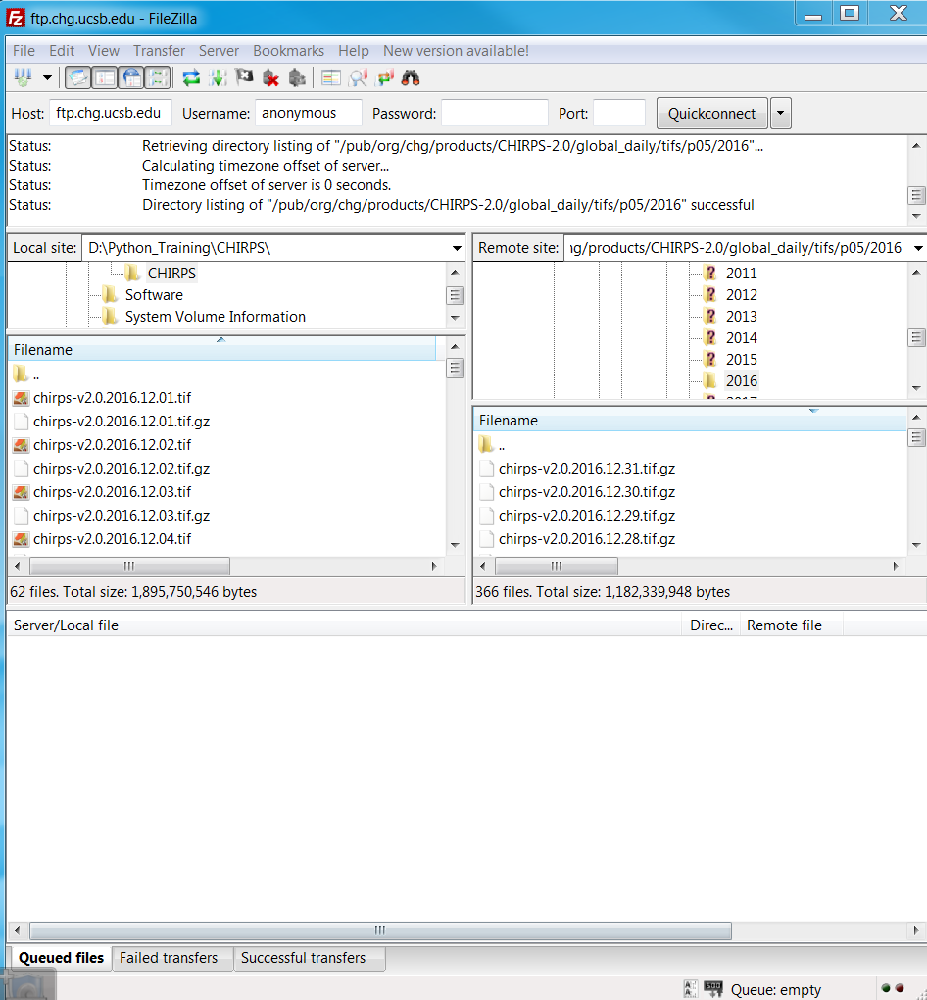 ftp.chg.ucsb.edu - FileZilla
File Edit View Transfer Server Bookmarks Help New version available!
Host: ftp.chg.ucsb.edu Username: anonymous Password: Port: Quickconnect
Status: Retrieving directory listing of "/pub/org/chg/products/CHIRPS-2.0/global_daily/tifs/p05/2016"...
Status: Calculating timezone offset of server...
Status: Timezone offset of server is 0 seconds.
Status: Directory listing of "/pub/org/chg/products/CHIRPS-2.0/global_daily/tifs/p05/2016" successful
Local site: D:\Python_Training\CHIRPS\
CHIRPS
Software
System Volume Information
Filename
..
chirps-v2.0.2016.12.01.tif
chirps-v2.0.2016.12.01.tif.gz
chirps-v2.0.2016.12.02.tif
chirps-v2.0.2016.12.02.tif.gz
chirps-v2.0.2016.12.03.tif
chirps-v2.0.2016.12.03.tif.gz
chirps-v2.0.2016.12.04.tif
62 files. Total size: 1,895,750,546 bytes
Remote site: ng/products/CHIRPS-2.0/global_daily/tifs/p05/2016
2011
2012
2013
2014
2015
2016
Filename
..
chirps-v2.0.2016.12.31.tif.gz
chirps-v2.0.2016.12.30.tif.gz
chirps-v2.0.2016.12.29.tif.gz
chirps-v2.0.2016.12.28.tif.gz
366 files. Total size: 1,182,339,948 bytes
Server/Local file Direc... Remote file
Queued files Failed transfers Successful transfers
Queue: empty